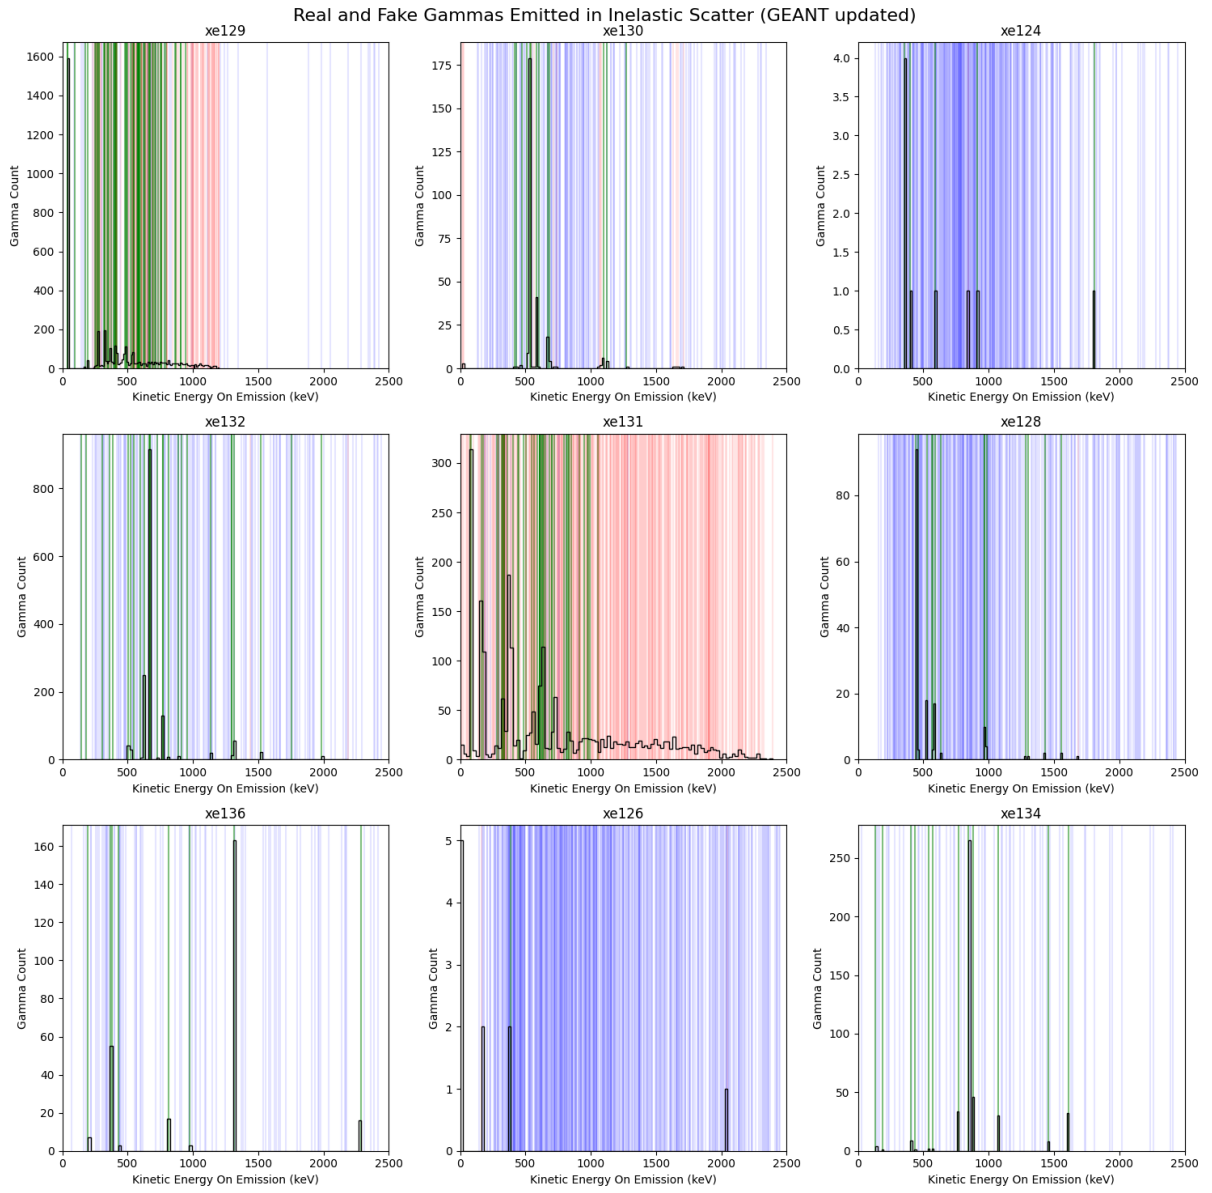 Real and Fake Gammas Emitted in Inelastic Scatter (GEANT updated)
xe129
Gamma Count
1600
1400
1200
1000
800
600
400
200
0
0 500 1000 1500 2000 2500
Kinetic Energy On Emission (keV)
xe130
Gamma Count
175
150
125
100
75
50
25
0
0 500 1000 1500 2000 2500
Kinetic Energy On Emission (keV)
xe124
Gamma Count
4.0
3.5
3.0
2.5
2.0
1.5
1.0
0.5
0.0
0 500 1000 1500 2000 2500
Kinetic Energy On Emission (keV)
xe132
Gamma Count
800
600
400
200
0
0 500 1000 1500 2000 2500
Kinetic Energy On Emission (keV)
xe131
Gamma Count
300
250
200
150
100
50
0
0 500 1000 1500 2000 2500
Kinetic Energy On Emission (keV)
xe128
Gamma Count
80
60
40
20
0
0 500 1000 1500 2000 2500
Kinetic Energy On Emission (keV)
xe136
Gamma Count
160
140
120
100
80
60
40
20
0
0 500 1000 1500 2000 2500
Kinetic Energy On Emission (keV)
xe126
Gamma Count
5
4
3
2
1
0
0 500 1000 1500 2000 2500
Kinetic Energy On Emission (keV)
xe134
Gamma Count
250
200
150
100
50
0
0 500 1000 1500 2000 2500
Kinetic Energy On Emission (keV)